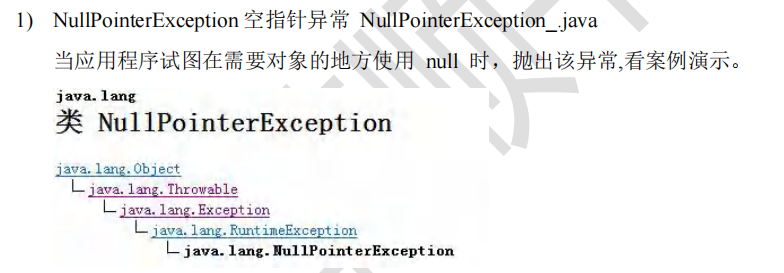 1) NullPointerException 空指针异常 NullPointerException_.java
当应用程序试图在需要对象的地方使用 null 时，抛出该异常,看案例演示。
java.lang
类 NullPointerException
java.lang.Object
java.lang.Throwable
java.lang.Exception
java.lang.RuntimeException
java.lang.NullPointerException